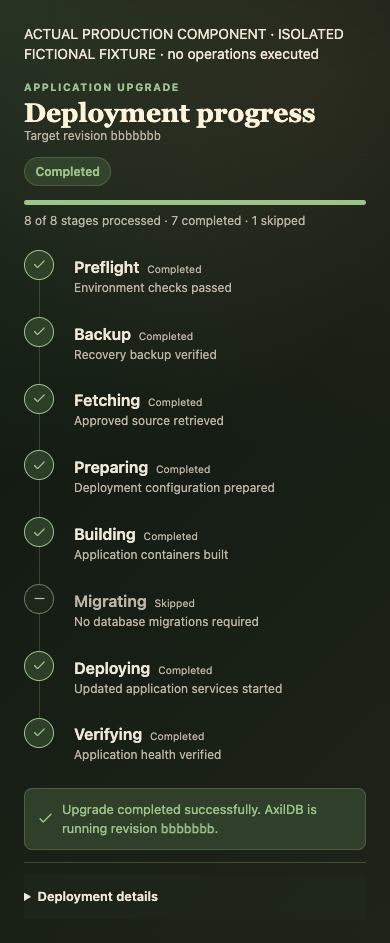 ACTUAL PRODUCTION COMPONENT · ISOLATED
FICTIONAL FIXTURE · no operations executed
APPLICATION UPGRADE
Deployment progress
Target revision bbbbbbb
Completed
8 of 8 stages processed · 7 completed · 1 skipped
Preflight Completed
Environment checks passed
Backup Completed
Recovery backup verified
Fetching Completed
Approved source retrieved
Preparing Completed
Deployment configuration prepared
Building Completed
Application containers built
Migrating Skipped
No database migrations required
Deploying Completed
Updated application services started
Verifying Completed
Application health verified
Upgrade completed successfully. AxilDB is
running revision bbbbbbb.
Deployment details